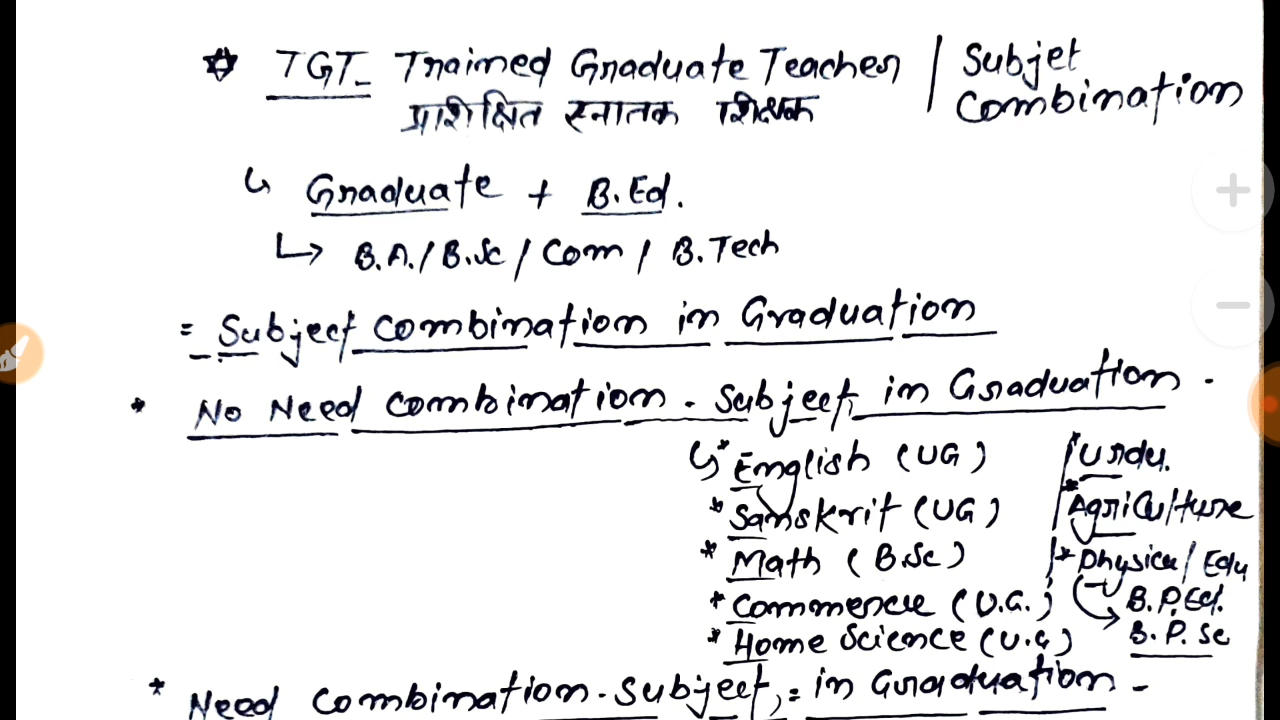 * TGT- Trained Graduate Teacher / Subjet Combination
प्रशिक्षित स्नातक शिक्षक
↳ Graduate + B.Ed.
↳ B.A./B.Sc / Com / B.Tech
= Subject combination in Graduation
* No Need combination. Subject, in Graduation.
↳ * English (UG) / Urdu.
* Sanskrit (UG) / * Agriculture
* Math (B.Sc) / * Physical / Edu
* Commerce (U.G.) ↳ B.P.Ed.
* Home Science (U.G) B.P.Sc
* Need combination. Subject, = in Graduation -